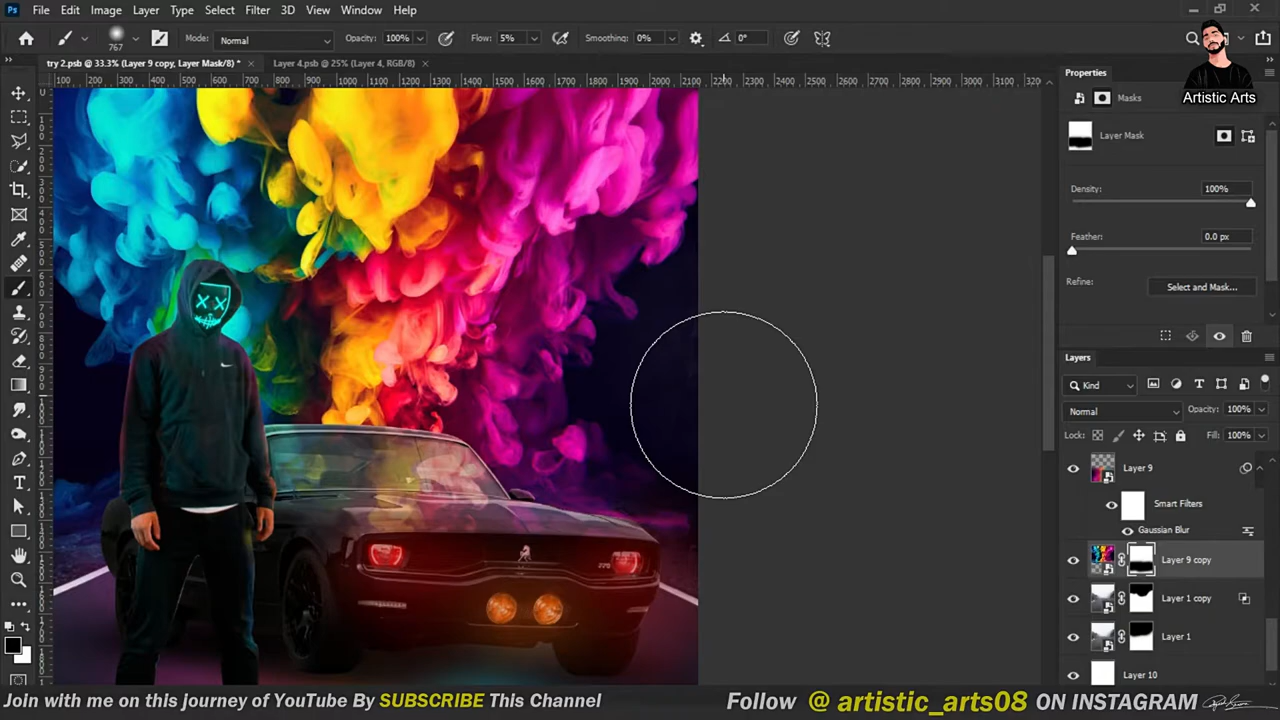 Ps File Edit Image Layer Type Select Filter 3D View Window Help
767 Mode: Normal Opacity: 100% Flow: 5% Smoothing: 0% 0°
try 2.psb @ 33.3% (Layer 9 copy, Layer Mask/8) * × Layer 4.psb @ 25% (Layer 4, RGB/8) ×
Artistic Arts
Properties
Masks
Layer Mask
Density: 100%
Feather: 0.0 px
Refine: Select and Mask...
Layers
Kind
Normal Opacity: 100%
Lock: Fill: 100%
Layer 9
Smart Filters
Gaussian Blur
Layer 9 copy
Layer 1 copy
Layer 1
Layer 10
Join with me on this journey of YouTube By SUBSCRIBE This Channel
Follow @ artistic_arts08 ON INSTAGRAM